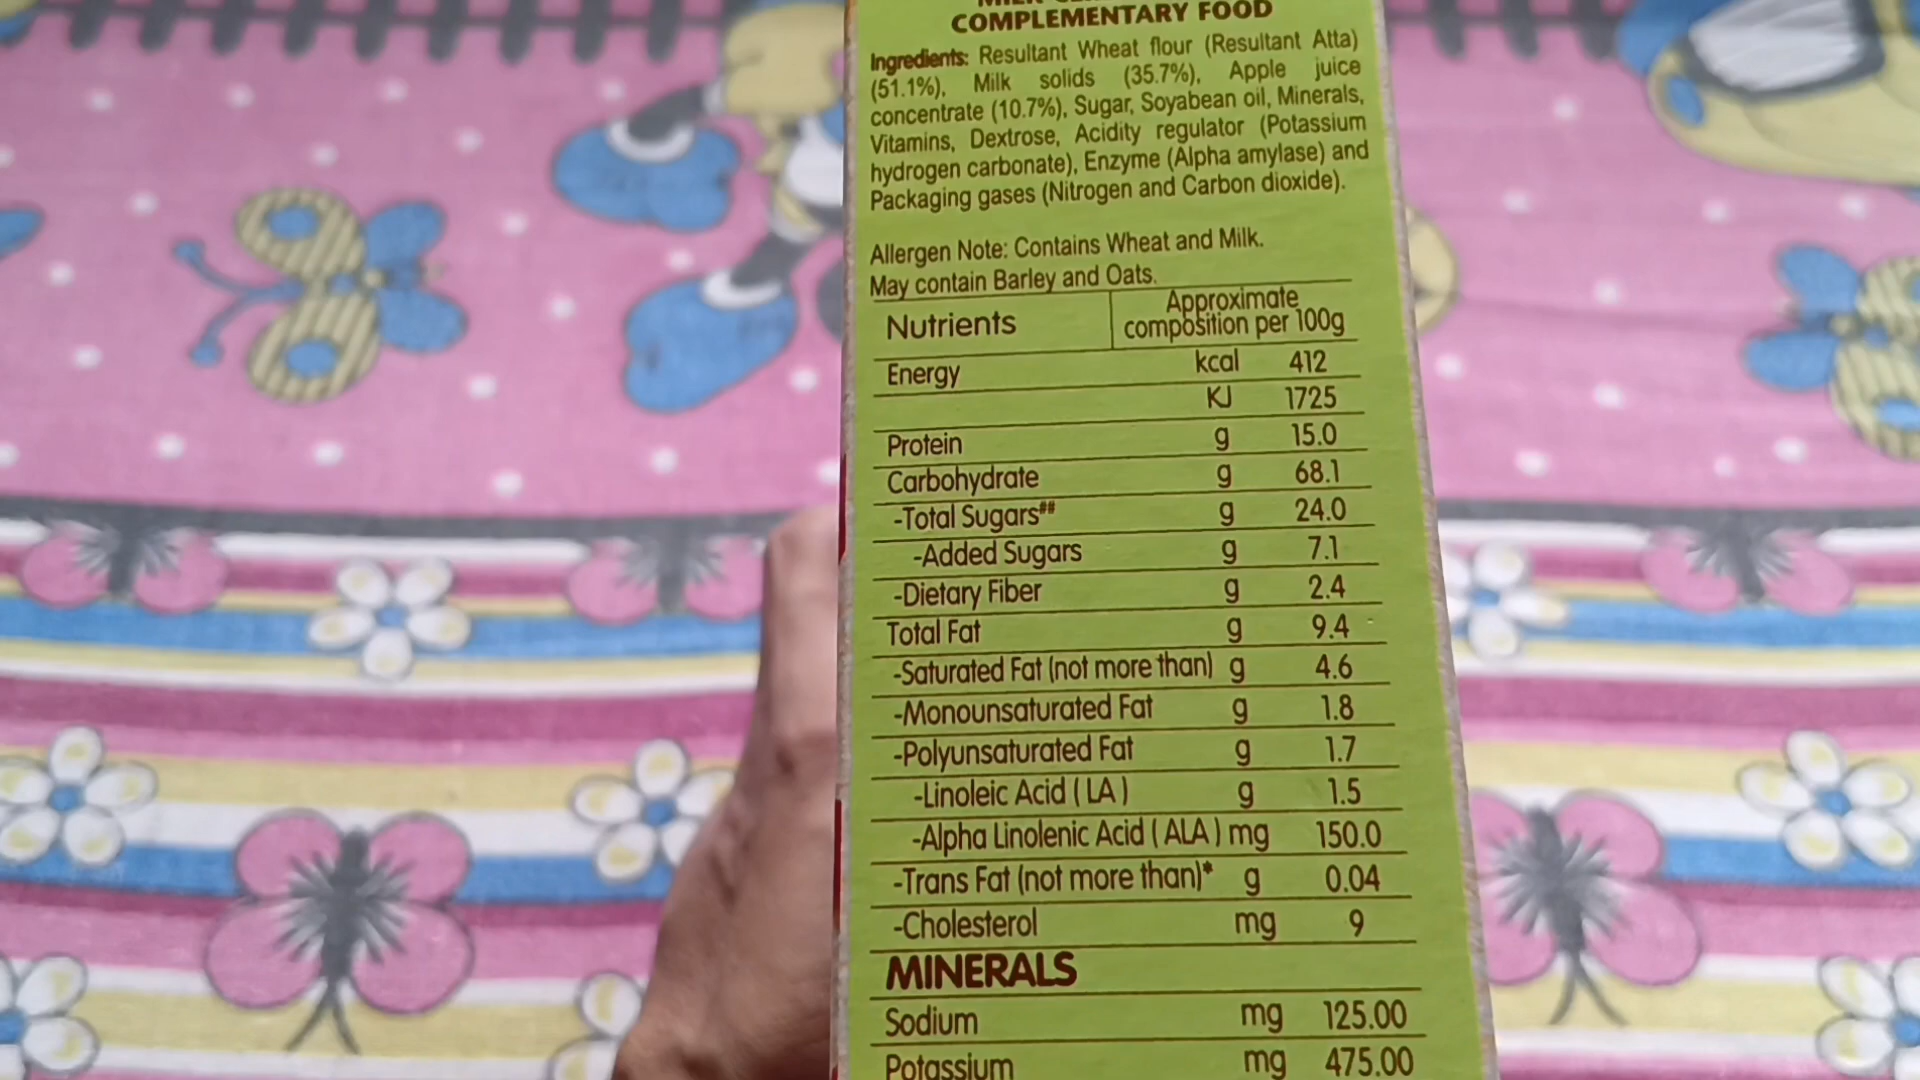 COMPLEMENTARY FOOD
Ingredients: Resultant Wheat flour (Resultant Atta)
(51.1%), Milk solids (35.7%), Apple juice
concentrate (10.7%), Sugar, Soyabean oil, Minerals,
Vitamins, Dextrose, Acidity regulator (Potassium
hydrogen carbonate), Enzyme (Alpha amylase) and
Packaging gases (Nitrogen and Carbon dioxide).
Allergen Note: Contains Wheat and Milk.
May contain Barley and Oats.
Nutrients Approximate composition per 100g
Energy kcal 412
KJ 1725
Protein g 15.0
Carbohydrate g 68.1
-Total Sugars## g 24.0
-Added Sugars g 7.1
-Dietary Fiber g 2.4
Total Fat g 9.4
-Saturated Fat (not more than) g 4.6
-Monounsaturated Fat g 1.8
-Polyunsaturated Fat g 1.7
-Linoleic Acid ( LA ) g 1.5
-Alpha Linolenic Acid ( ALA ) mg 150.0
-Trans Fat (not more than)* g 0.04
-Cholesterol mg 9
MINERALS
Sodium mg 125.00
Potassium mg 475.00